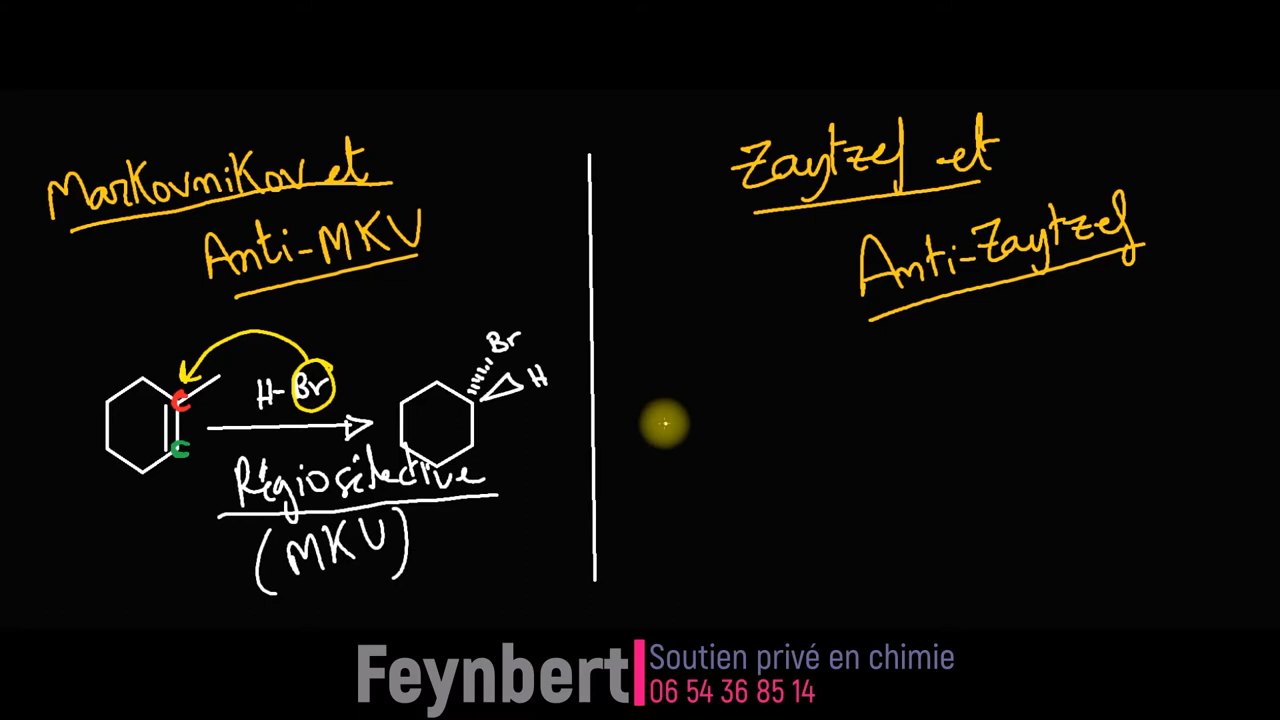 Markovnikov et
Anti-MKV
H-Br
C
C
Br
H
Régiosélective
(MKV)
Zaytzef et
Anti-Zaytzef
Feynbert
Soutien privé en chimie
06 54 36 85 14